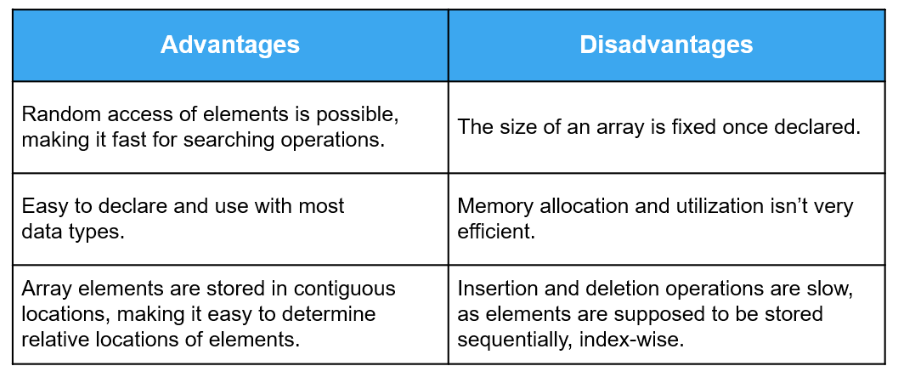 Advantages
Disadvantages
Random access of elements is possible,
making it fast for searching operations.
The size of an array is fixed once declared.
Easy to declare and use with most
data types.
Memory allocation and utilization isn’t very
efficient.
Array elements are stored in contiguous
locations, making it easy to determine
relative locations of elements.
Insertion and deletion operations are slow,
as elements are supposed to be stored
sequentially, index-wise.